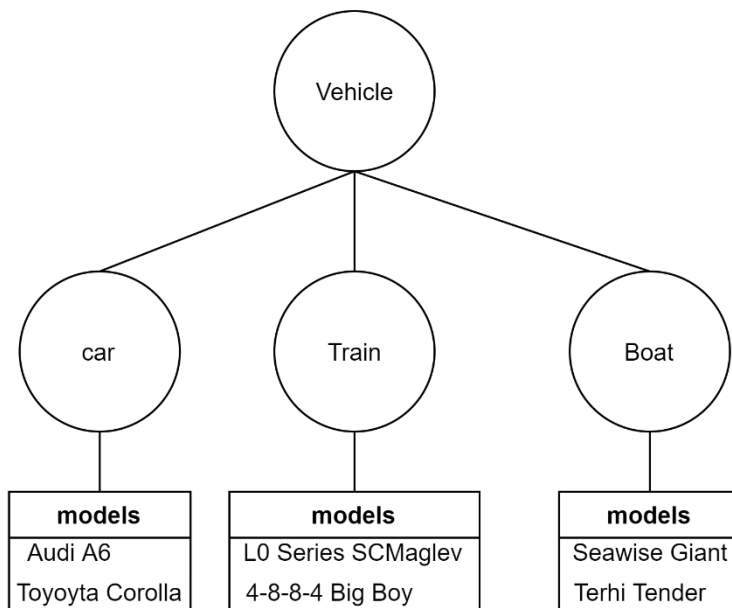 Vehicle
car
Train
Boat
models
Audi A6
Toyoyta Corolla
models
L0 Series SCMaglev
4-8-8-4 Big Boy
models
Seawise Giant
Terhi Tender